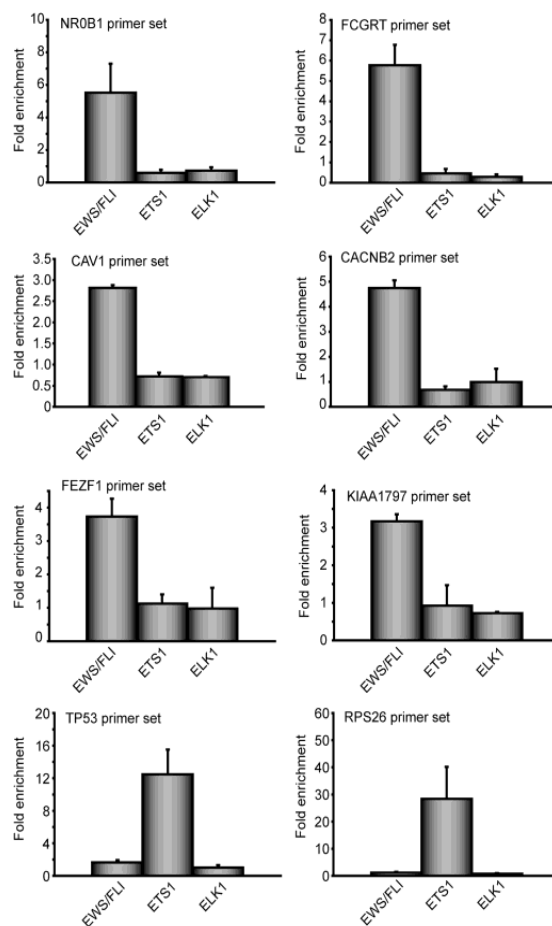 NR0B1 primer set
Fold enrichment
10
8
6
4
2
0
EWS/FLI
ETS1
ELK1
FCGRT primer set
Fold enrichment
8
7
6
5
4
3
2
1
0
EWS/FLI
ETS1
ELK1
CAV1 primer set
Fold enrichment
3.0
2.5
2.0
1.5
1.0
0.5
0
EWS/FLI
ETS1
ELK1
CACNB2 primer set
Fold enrichment
6
5
4
3
2
1
0
EWS/FLI
ETS1
ELK1
FEZF1 primer set
Fold enrichment
4
3
2
1
0
EWS/FLI
ETS1
ELK1
KIAA1797 primer set
Fold enrichment
4
3
2
1
0
EWS/FLI
ETS1
ELK1
TP53 primer set
Fold enrichment
20
16
12
8
4
0
EWS/FLI
ETS1
ELK1
RPS26 primer set
Fold enrichment
60
50
40
30
20
10
0
EWS/FLI
ETS1
ELK1